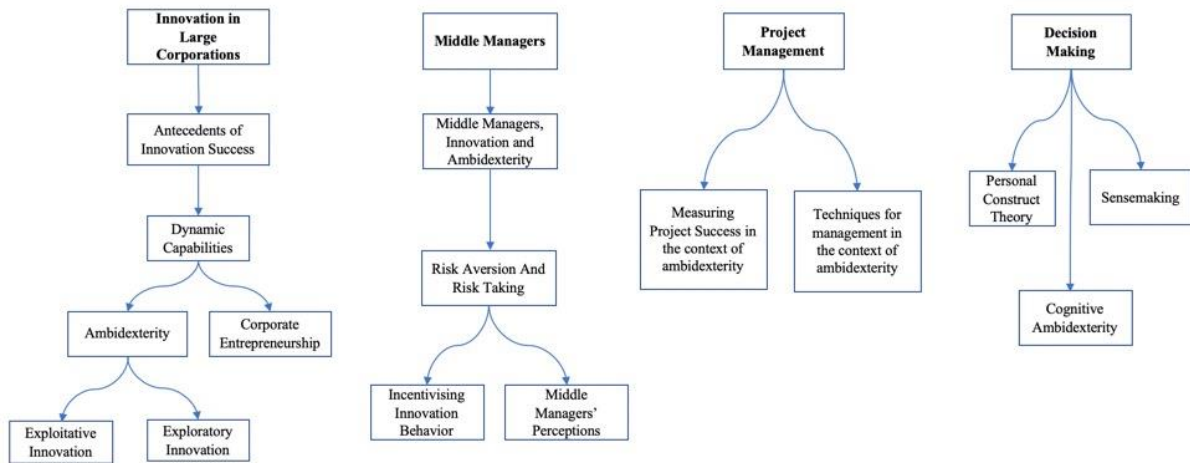 Innovation in
Large
Corporations
Antecedents of
Innovation Success
Dynamic
Capabilities
Ambidexterity
Corporate
Entrepreneurship
Exploitative
Innovation
Exploratory
Innovation
Middle Managers
Middle Managers,
Innovation and
Ambidexterity
Risk Aversion And
Risk Taking
Incentivising
Innovation
Behavior
Middle
Managers'
Perceptions
Project
Management
Measuring
Project Success in
the context of
ambidexterity
Techniques for
management in
the context of
ambidexterity
Decision
Making
Personal
Construct
Theory
Sensemaking
Cognitive
Ambidexterity